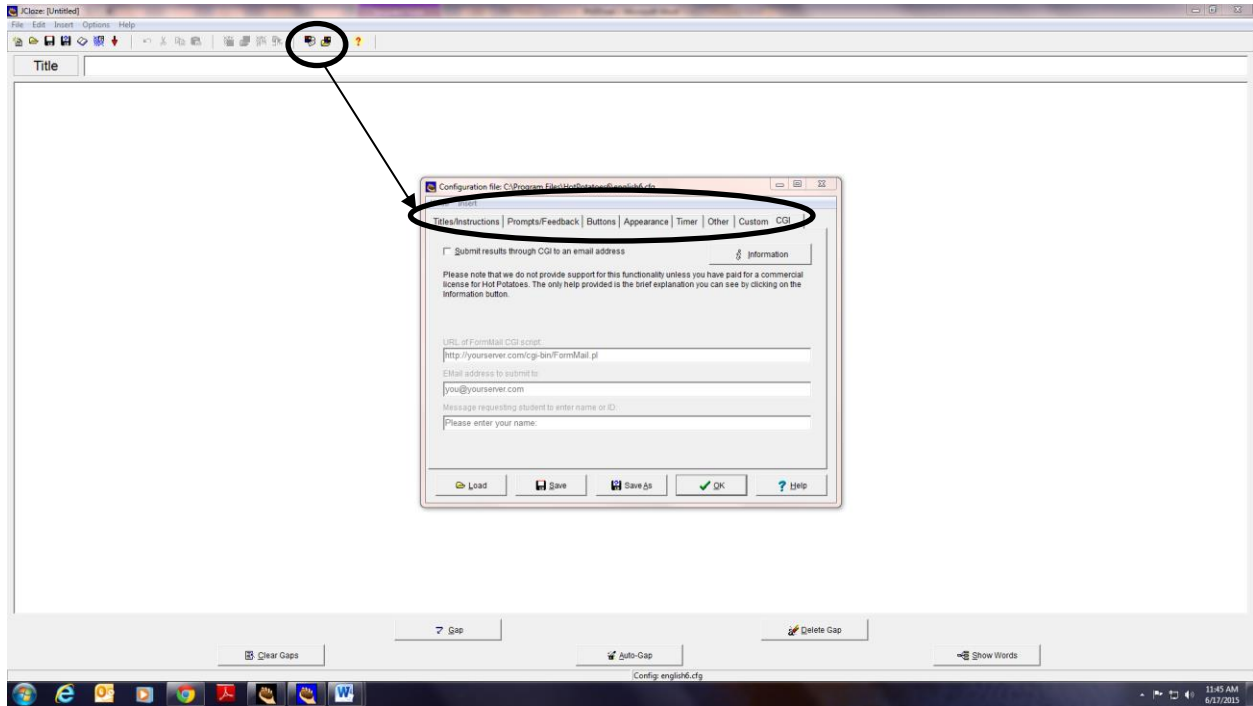 JCloze: [Untitled]
File Edit Insert Options Help
Title
Configuration file: C:\Program Files\HotPotatoes6\english6.cfg
Insert
Titles/Instructions Prompts/Feedback Buttons Appearance Timer Other Custom CGI
Submit results through CGI to an email address
Information
Please note that we do not provide support for this functionality unless you have paid for a commercial
license for Hot Potatoes. The only help provided is the brief explanation you can see by clicking on the
Information button.
URL of FormMail CGI script:
http://yourserver.com/cgi-bin/FormMail.pl
EMail address to submit to:
you@yourserver.com
Message requesting student to enter name or ID:
Please enter your name:
Load Save Save As OK Help
Gap Delete Gap
Clear Gaps Auto-Gap Show Words
Config: english6.cfg
11:45 AM
6/17/2015